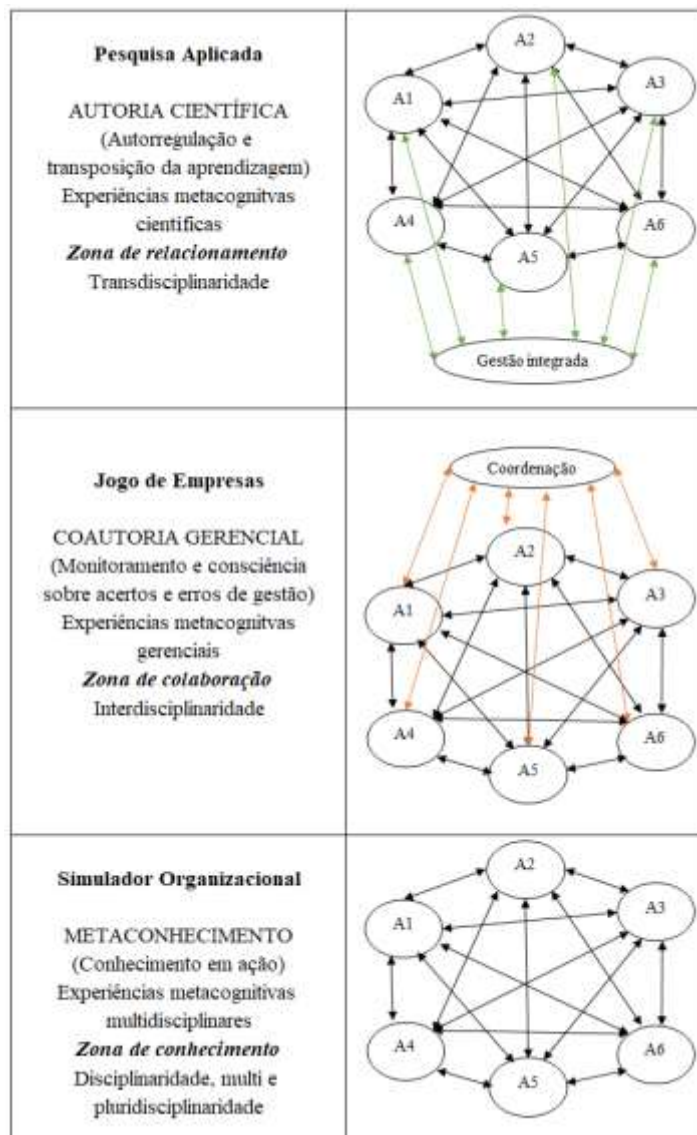 Pesquisa Aplicada
AUTORIA CIENTÍFICA
(Autorregulação e
transposição da aprendizagem)
Experiências metacognitvas
científicas
Zona de relacionamento
Transdisciplinaridade
A2
A1
A3
A4
A6
A5
Gestão integrada
Jogo de Empresas
COAUTORIA GERENCIAL
(Monitoramento e consciência
sobre acertos e erros de gestão)
Experiências metacognitvas
gerenciais
Zona de colaboração
Interdisciplinaridade
Coordenação
A2
A1
A3
A4
A6
A5
Simulador Organizacional
METACONHECIMENTO
(Conhecimento em ação)
Experiências metacognitivas
multidisciplinares
Zona de conhecimento
Disciplinaridade, multi e
pluridisciplinaridade
A2
A1
A3
A4
A6
A5